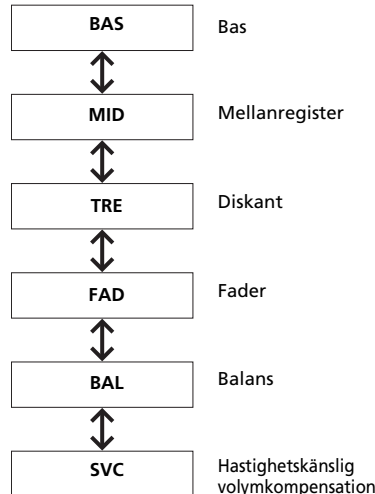 BAS Bas
MID Mellanregister
TRE Diskant
FAD Fader
BAL Balans
SVC Hastighetskänslig
volymkompensation